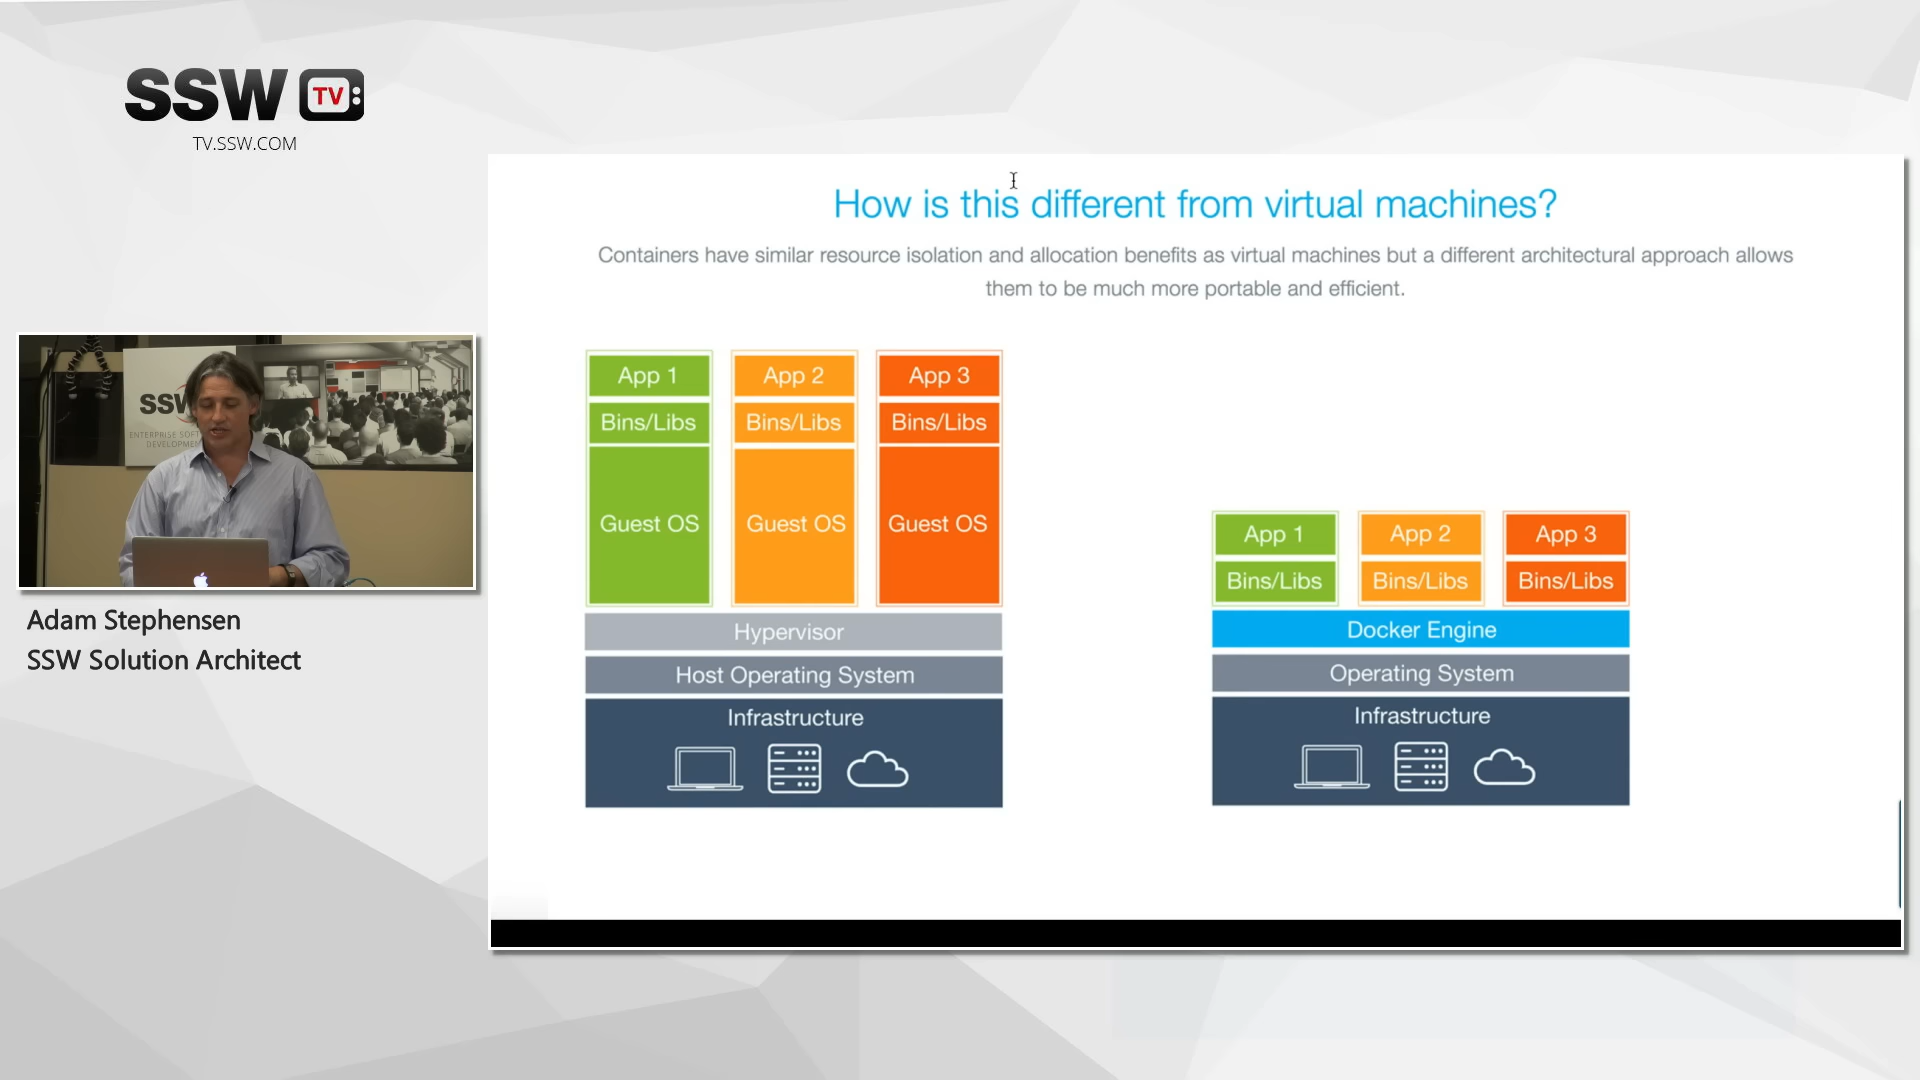 SSW TV:
TV.SSW.COM
How is this different from virtual machines?
Containers have similar resource isolation and allocation benefits as virtual machines but a different architectural approach allows
them to be much more portable and efficient.
App 1
Bins/Libs
Guest OS
App 2
Bins/Libs
Guest OS
App 3
Bins/Libs
Guest OS
Hypervisor
Host Operating System
Infrastructure
App 1
Bins/Libs
App 2
Bins/Libs
App 3
Bins/Libs
Docker Engine
Operating System
Infrastructure
SSW
ENTERPRISE SOFT
DEVELOPMEN
Adam Stephensen
SSW Solution Architect